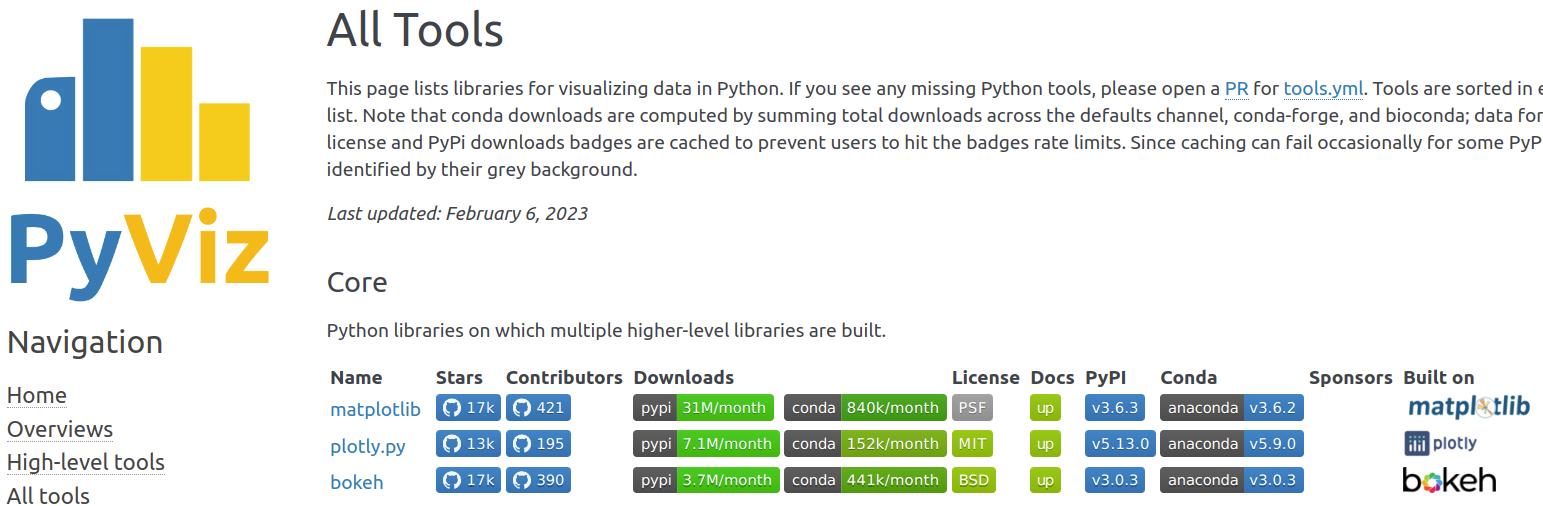 PyViz
Navigation
Home
Overviews
High-level tools
All tools
All Tools
This page lists libraries for visualizing data in Python. If you see any missing Python tools, please open a PR for tools.yml. Tools are sorted in
list. Note that conda downloads are computed by summing total downloads across the defaults channel, conda-forge, and bioconda; data for
license and PyPi downloads badges are cached to prevent users to hit the badges rate limits. Since caching can fail occasionally for some PyP
identified by their grey background.
Last updated: February 6, 2023
Core
Python libraries on which multiple higher-level libraries are built.
Name Stars Contributors Downloads License Docs PyPI Conda Sponsors Built on
matplotlib 17k 421 pypi 31M/month conda 840k/month PSF up v3.6.3 anaconda v3.6.2 matplotlib
plotly.py 13k 195 pypi 7.1M/month conda 152k/month MIT up v5.13.0 anaconda v5.9.0 plotly
bokeh 17k 390 pypi 3.7M/month conda 441k/month BSD up v3.0.3 anaconda v3.0.3 bokeh